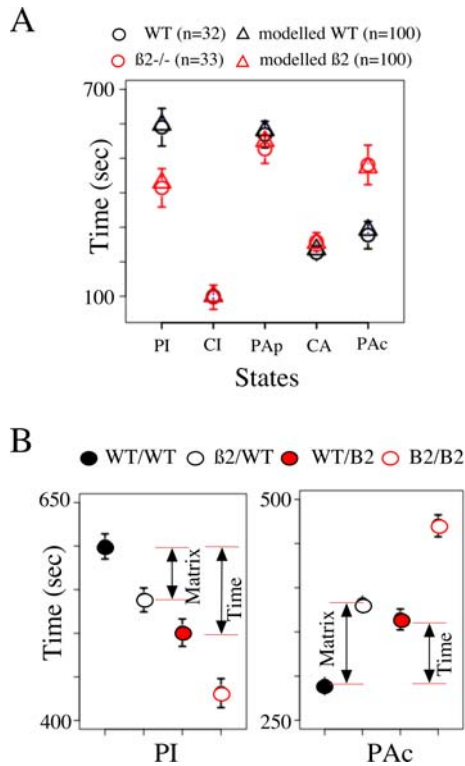 A
WT (n=32) modelled WT (n=100)
ß2-/- (n=33) modelled ß2 (n=100)
700
Time (sec)
100
PI CI PAp CA PAc
States
B
WT/WT ß2/WT WT/B2 B2/B2
650 500
Time (sec)
Matrix Time Matrix Time
400 250
PI PAc